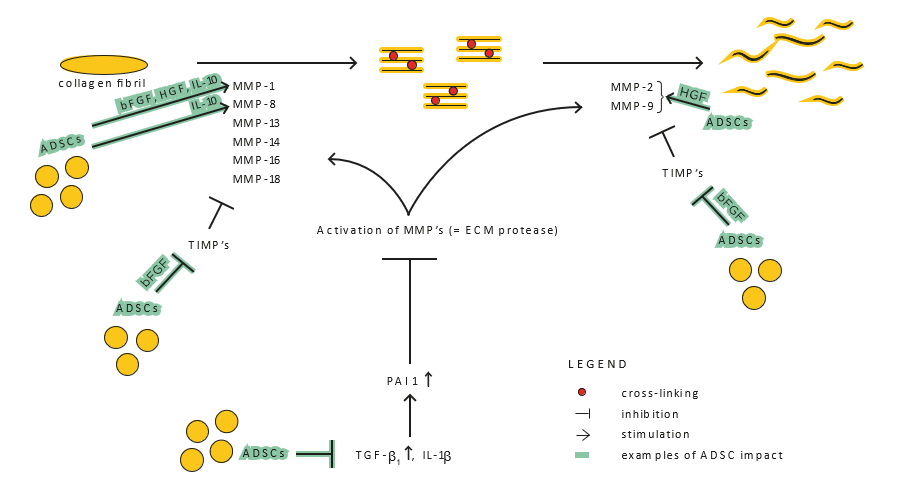 collagen fibril
bFGF, HGF, IL-10
IL-10
ADSCs
MMP-1
MMP-8
MMP-13
MMP-14
MMP-16
MMP-18
TIMP's
bFGF
ADSCs
MMP-2
MMP-9
HGF
ADSCs
TIMP's
bFGF
ADSCs
Activation of MMP's (= ECM protease)
PAI1 ↑
ADSCs
TGF-β1↑, IL-1β
LEGEND
cross-linking
inhibition
stimulation
examples of ADSC impact